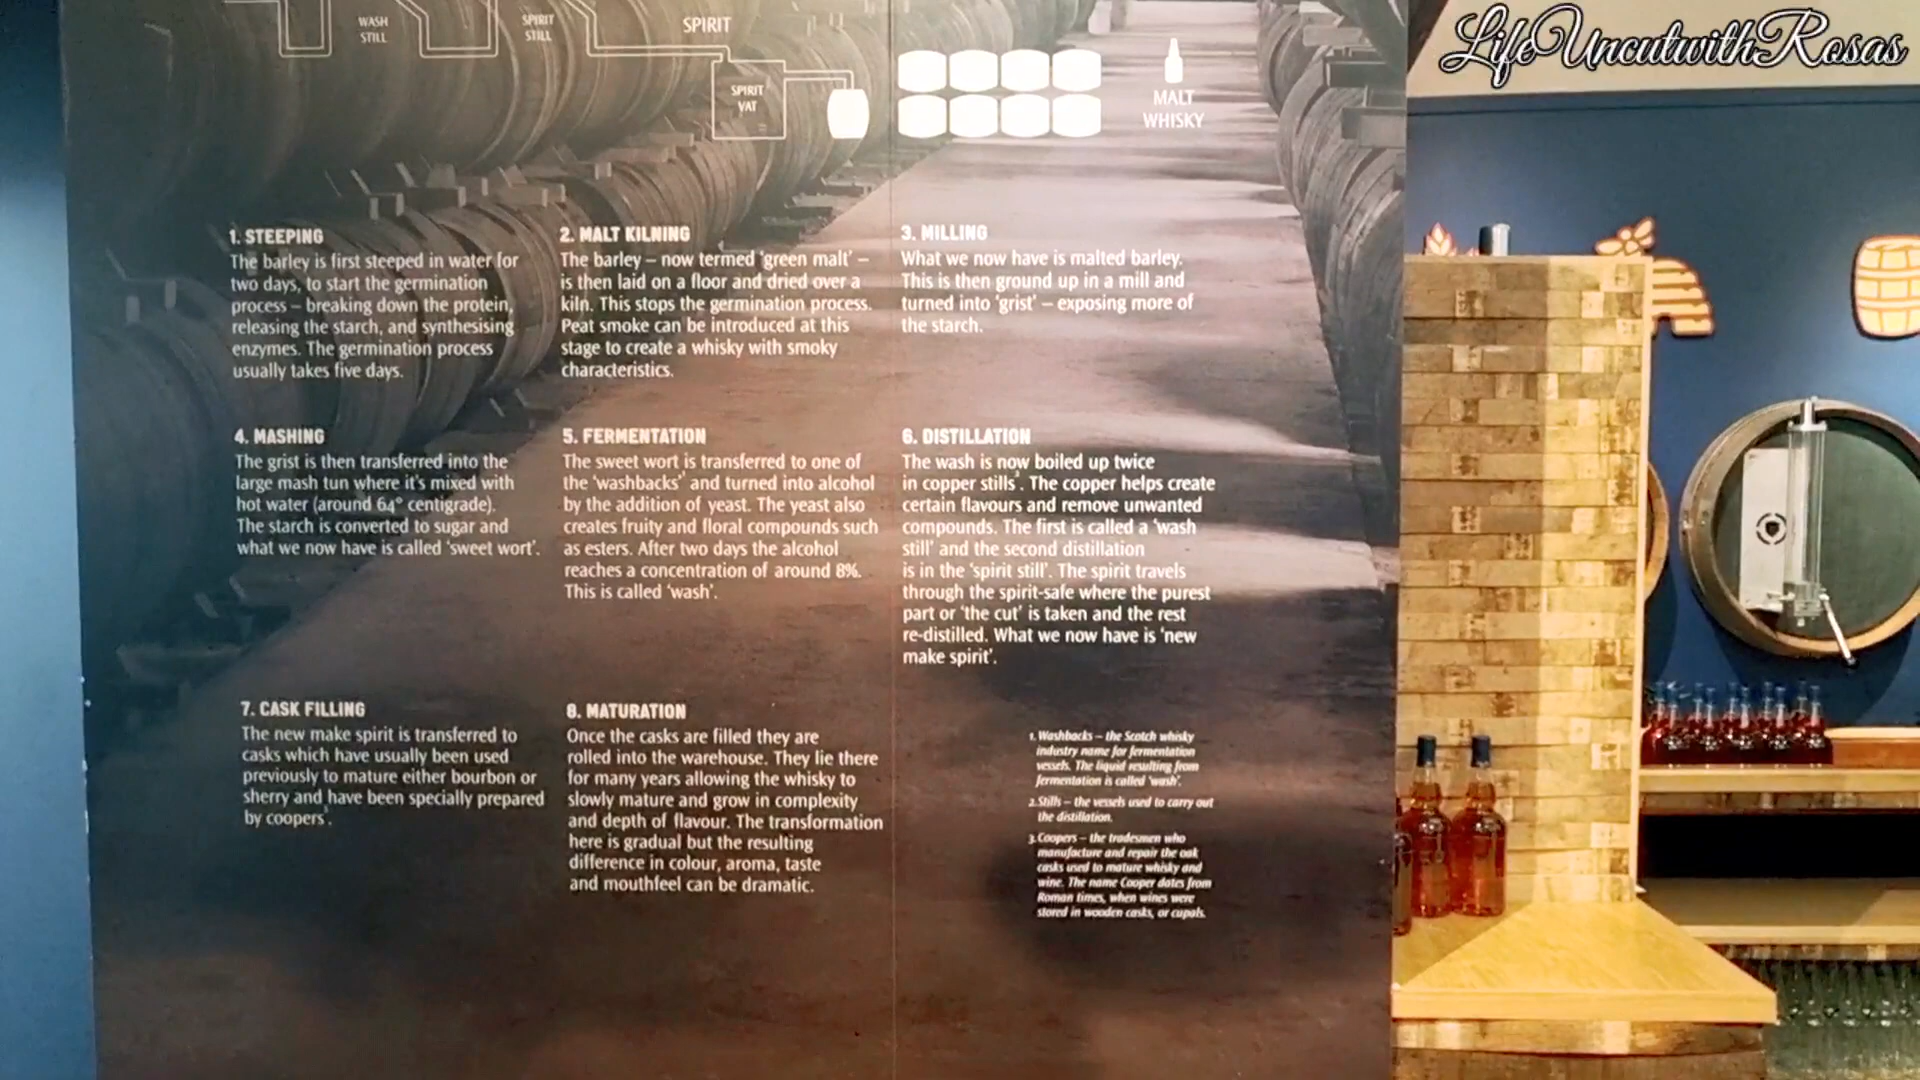 LifeUncutwithRosas
WASH
STILL
SPIRIT
STILL
SPIRIT
SPIRIT
VAT
MALT
WHISKY
1. STEEPING
The barley is first steeped in water for
two days, to start the germination
process – breaking down the protein,
releasing the starch, and synthesising
enzymes. The germination process
usually takes five days.
2. MALT KILNING
The barley – now termed 'green malt' –
is then laid on a floor and dried over a
kiln. This stops the germination process.
Peat smoke can be introduced at this
stage to create a whisky with smoky
characteristics.
3. MILLING
What we now have is malted barley.
This is then ground up in a mill and
turned into 'grist' – exposing more of
the starch.
4. MASHING
The grist is then transferred into the
large mash tun where it's mixed with
hot water (around 64° centigrade).
The starch is converted to sugar and
what we now have is called 'sweet wort'.
5. FERMENTATION
The sweet wort is transferred to one of
the 'washbacks' and turned into alcohol
by the addition of yeast. The yeast also
creates fruity and floral compounds such
as esters. After two days the alcohol
reaches a concentration of around 8%.
This is called 'wash'.
6. DISTILLATION
The wash is now boiled up twice
in copper stills. The copper helps create
certain flavours and remove unwanted
compounds. The first is called a 'wash
still' and the second distillation
is in the 'spirit still'. The spirit travels
through the spirit-safe where the purest
part or 'the cut' is taken and the rest
re-distilled. What we now have is 'new
make spirit'.
7. CASK FILLING
The new make spirit is transferred to
casks which have usually been used
previously to mature either bourbon or
sherry and have been specially prepared
by coopers.
8. MATURATION
Once the casks are filled they are
rolled into the warehouse. They lie there
for many years allowing the whisky to
slowly mature and grow in complexity
and depth of flavour. The transformation
here is gradual but the resulting
difference in colour, aroma, taste
and mouthfeel can be dramatic.
1. Washbacks – the Scotch whisky
industry name for fermentation
vessels. The liquid resulting from
fermentation is called 'wash'.
2. Stills – the vessels used to carry out
the distillation.
3. Coopers – the tradesmen who
manufacture and repair the oak
casks used to mature whisky and
wine. The name Cooper dates from
Roman times, when wines were
stored in wooden casks, or cupals.